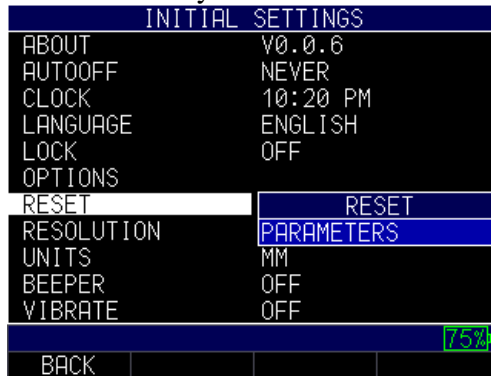 INITIAL SETTINGS
ABOUT V0.0.6
AUTOOFF NEVER
CLOCK 10:20 PM
LANGUAGE ENGLISH
LOCK OFF
OPTIONS
RESET RESET
RESOLUTION PARAMETERS
UNITS MM
BEEPER OFF
VIBRATE OFF
75%
BACK